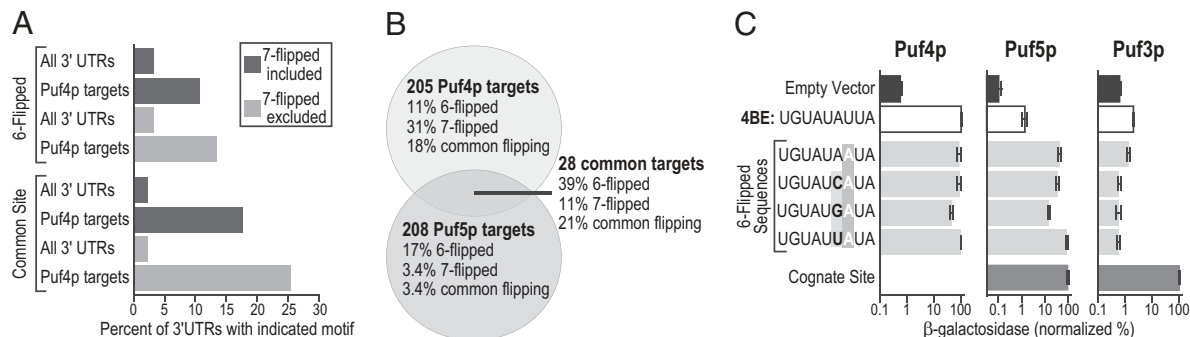 A
6-Flipped
All 3' UTRs
Puf4p targets
All 3' UTRs
Puf4p targets
Common Site
All 3' UTRs
Puf4p targets
All 3' UTRs
Puf4p targets
7-flipped
included
7-flipped
excluded
0 5 10 15 20 25 30
Percent of 3'UTRs with indicated motif
B
205 Puf4p targets
11% 6-flipped
31% 7-flipped
18% common flipping
28 common targets
39% 6-flipped
11% 7-flipped
21% common flipping
208 Puf5p targets
17% 6-flipped
3.4% 7-flipped
3.4% common flipping
C
Puf4p Puf5p Puf3p
Empty Vector
4BE: UGUAUAUUA
6-Flipped
Sequences
UGUAUAAUA
UGUAUCAUA
UGUAUGAUA
UGUAUUAUA
Cognate Site
0.1 1 10 100 0.1 1 10 100 0.1 1 10 100
β-galactosidase (normalized %)